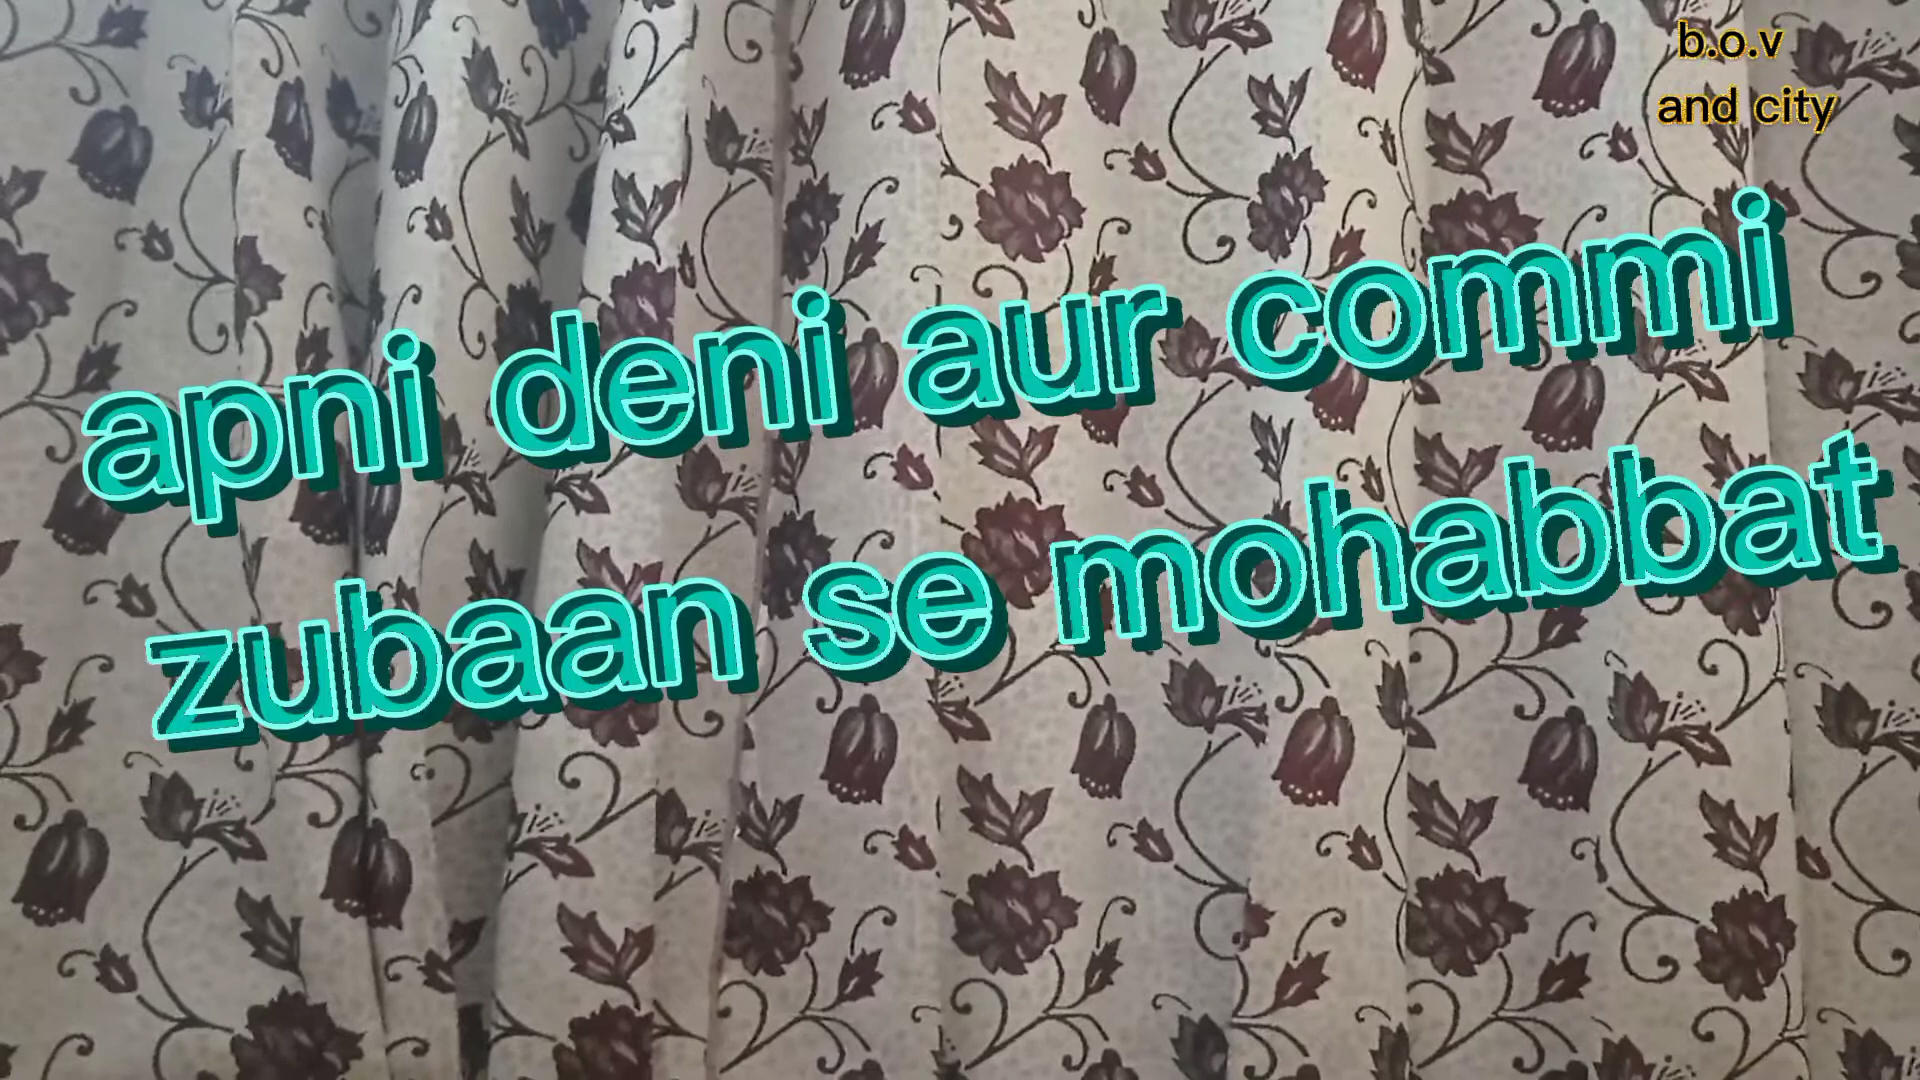 b.o.v
and city
apni deni aur commi
zubaan se mohabbat